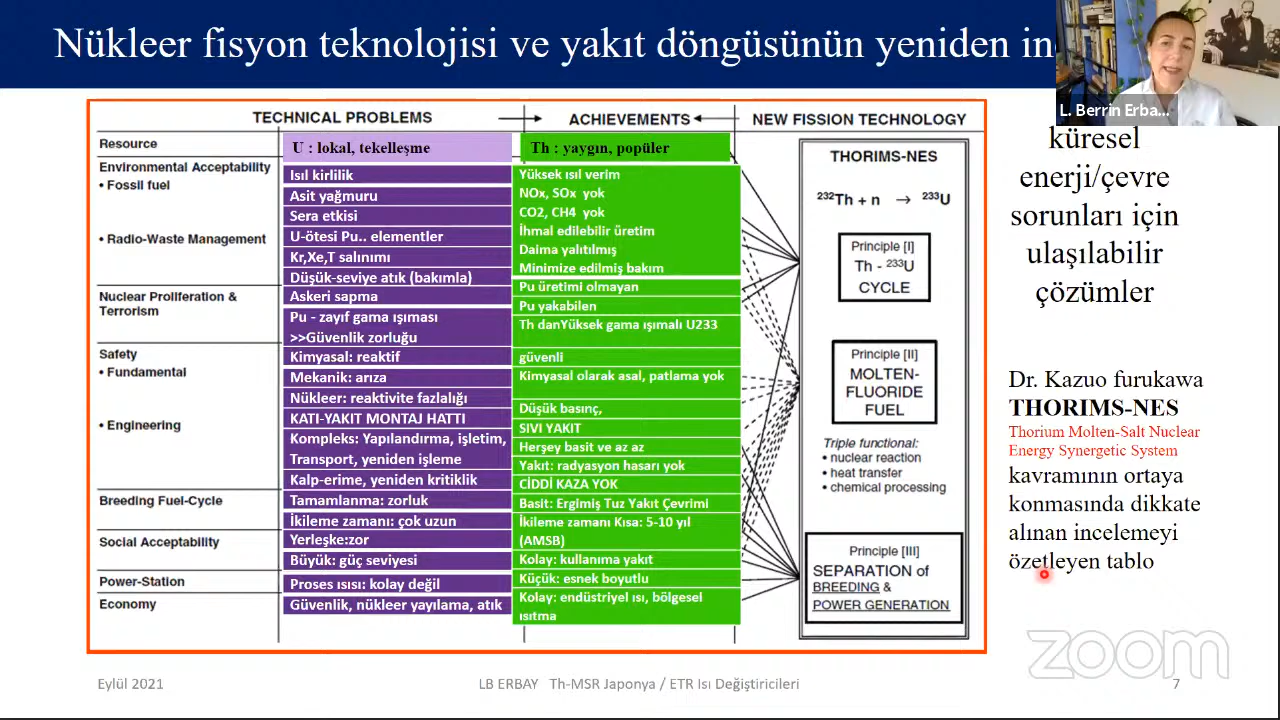 Nükleer fisyon teknolojisi ve yakıt döngüsünün yeniden
L. Berrin Erba...
küresel
enerji/çevre
sorunları için
ulaşılabilir
çözümler
TECHNICAL PROBLEMS
ACHIEVEMENTS
NEW FISSION TECHNOLOGY
Resource
U : lokal, tekelleşme
Th : yaygın, popüler
Environmental Acceptability
• Fossil fuel
• Radio-Waste Management
Isıl kirlilik
Asit yağmuru
Sera etkisi
U-ötesi Pu.. elementler
Kr,Xe,T salınımı
Düşük-seviye atık (bakımla)
Yüksek ısıl verim
NOx, SOx yok
CO2, CH4 yok
İhmal edilebilir üretim
Daima yalıtılmış
Minimize edilmiş bakım
Nuclear Proliferation &
Terrorism
Askeri sapma
Pu - zayıf gama ışıması
>>Güvenlik zorluğu
Pu üretimi olmayan
Pu yakabilen
Th danYüksek gama ışımalı U233
Safety
• Fundamental
• Engineering
Kimyasal: reaktif
Mekanik: arıza
Nükleer: reaktivite fazlalığı
KATI-YAKIT MONTAJ HATTI
Kompleks: Yapılandırma, işletim,
Transport, yeniden işleme
Kalp-erime, yeniden kritiklik
güvenli
Kimyasal olarak asal, patlama yok
Düşük basınç,
SIVI YAKIT
Herşey basit ve az az
Yakıt: radyasyon hasarı yok
CİDDİ KAZA YOK
Breeding Fuel-Cycle
Tamamlanma: zorluk
İkileme zamanı: çok uzun
Basit: Ergimiş Tuz Yakıt Çevrimi
İkileme zamanı Kısa: 5-10 yıl
(AMSB)
Social Acceptability
Yerleşke:zor
Büyük: güç seviyesi
Kolay: kullanıma yakıt
Küçük: esnek boyutlu
Power-Station
Proses ısısı: kolay değil
Kolay: endüstriyel ısı, bölgesel
ısıtma
Economy
Güvenlik, nükleer yayılama, atık
THORIMS-NES
²³²Th + n → ²³³U
Principle [I]
Th - ²³³U
CYCLE
Principle [II]
MOLTEN-
FLUORIDE
FUEL
Triple functional:
• nuclear reaction
• heat transfer
• chemical processing
Principle [III]
SEPARATION of
BREEDING &
POWER GENERATION
Dr. Kazuo furukawa
THORIMS-NES
Thorium Molten-Salt Nuclear
Energy Synergetic System
kavramının ortaya
konmasında dikkate
alınan incelemeyi
özetleyen tablo
zoom
Eylül 2021
LB ERBAY Th-MSR Japonya / ETR Isı Değiştiricileri
7